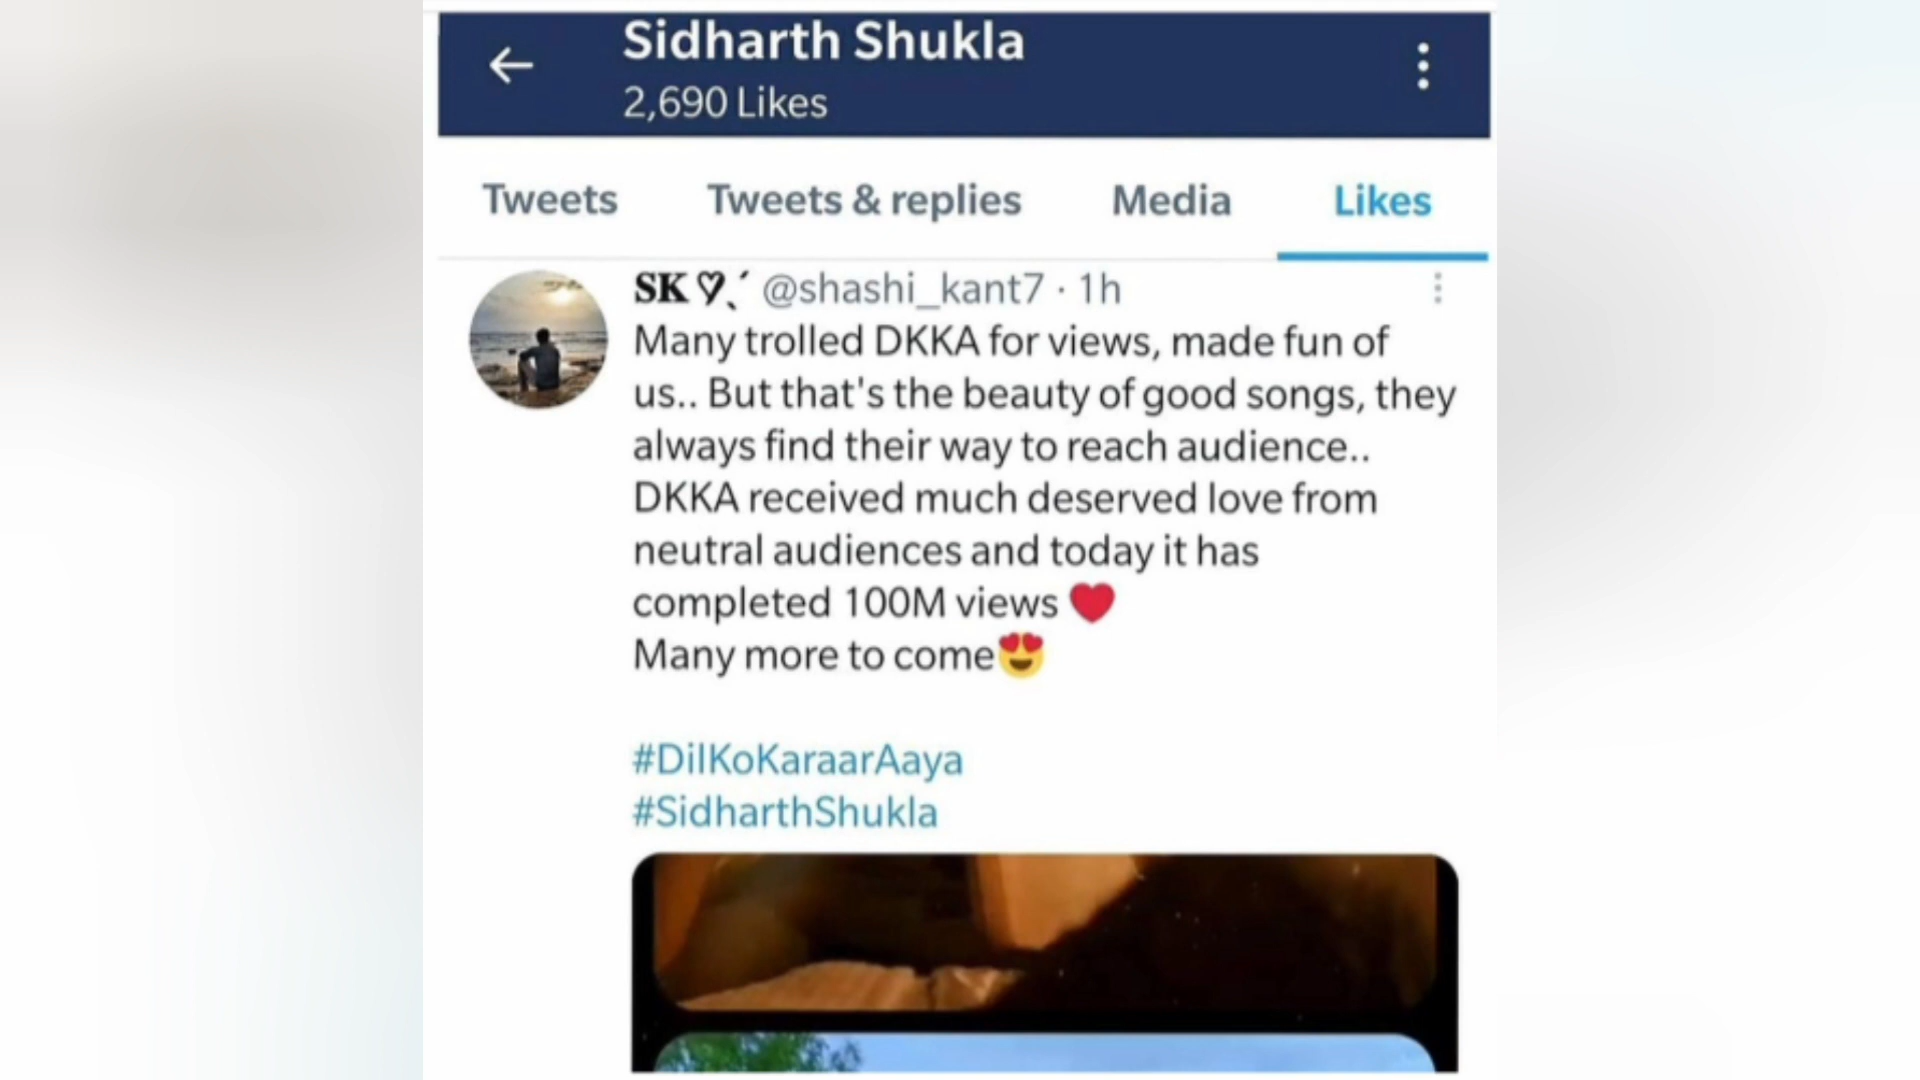 Sidharth Shukla
2,690 Likes
Tweets Tweets & replies Media Likes
SK ♡̨̀́ @shashi_kant7 · 1h
Many trolled DKKA for views, made fun of
us.. But that's the beauty of good songs, they
always find their way to reach audience..
DKKA received much deserved love from
neutral audiences and today it has
completed 100M views ❤️
Many more to come😍
#DilKoKaraarAaya
#SidharthShukla